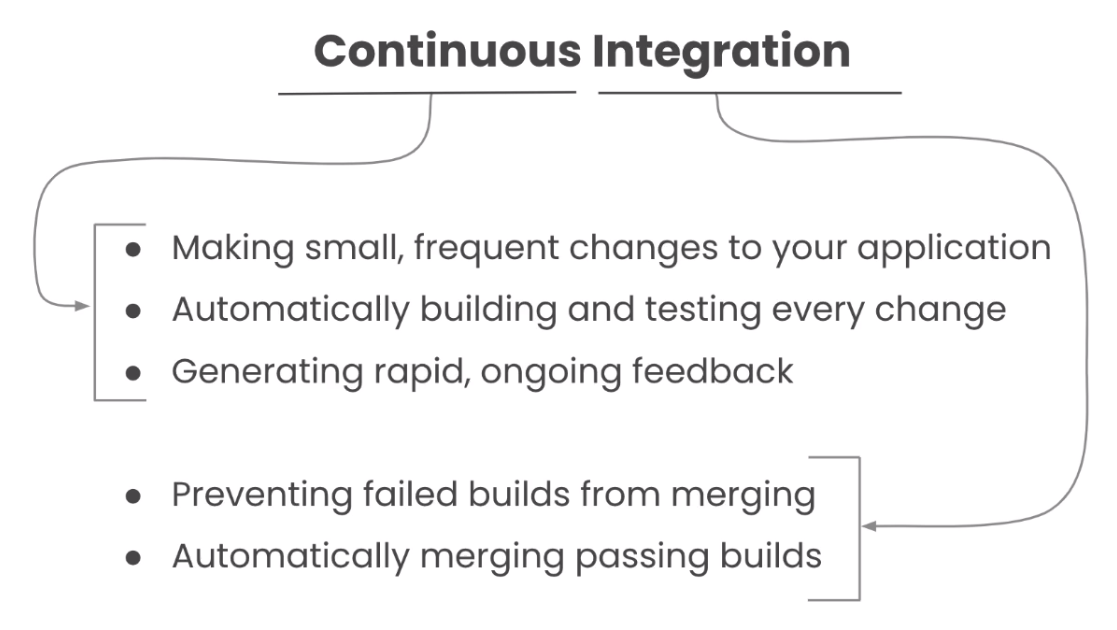 Continuous Integration
● Making small, frequent changes to your application
● Automatically building and testing every change
● Generating rapid, ongoing feedback
● Preventing failed builds from merging
● Automatically merging passing builds